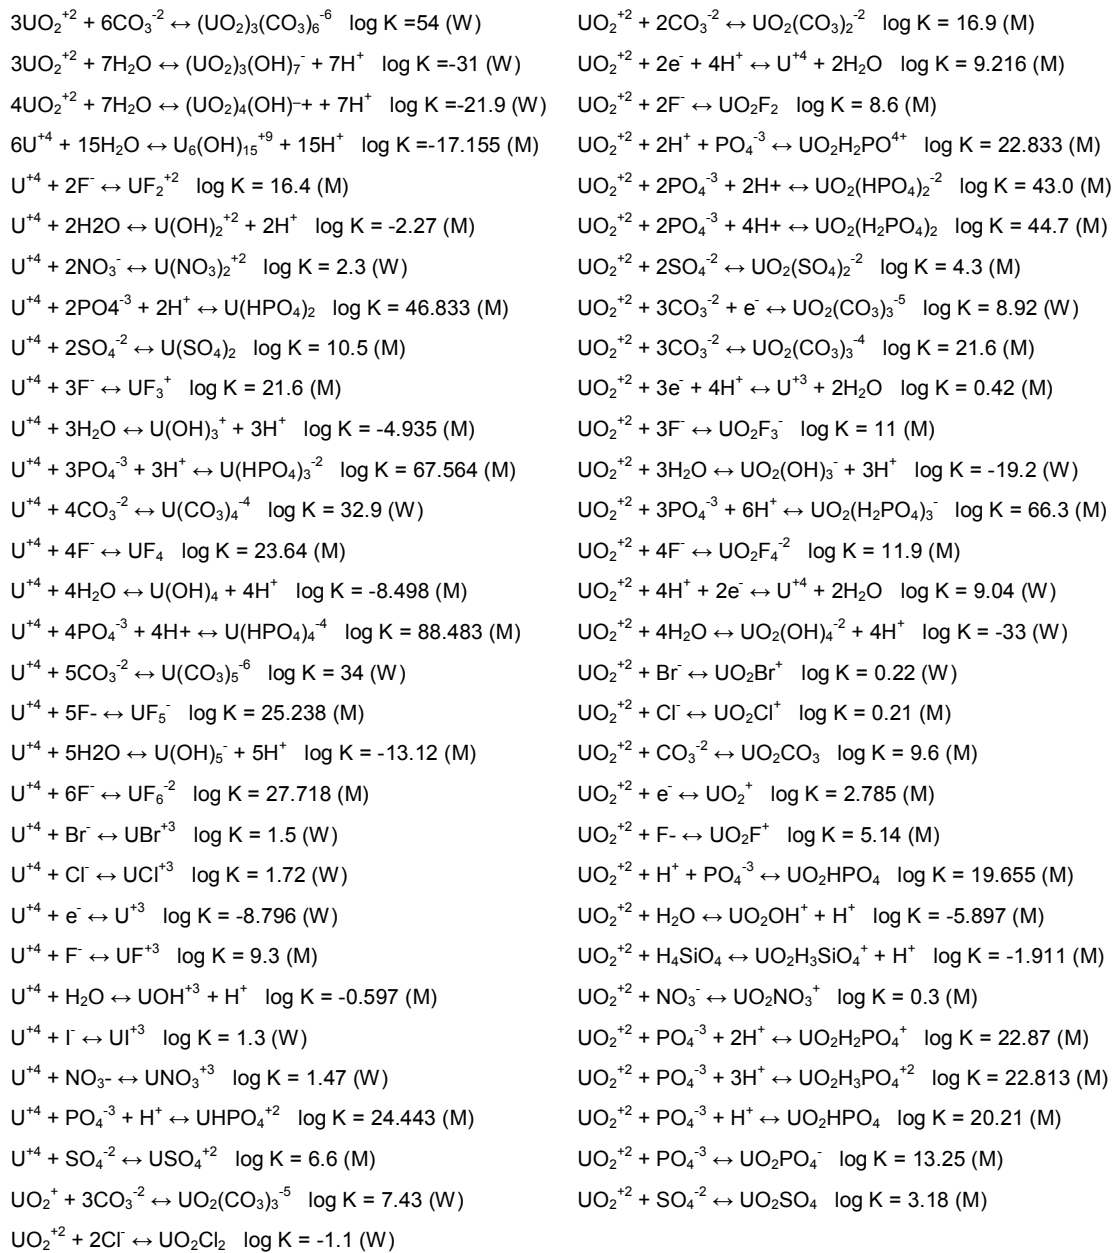 3UO₂⁺² + 6CO₃⁻² ↔ (UO₂)₃(CO₃)₆⁻⁶ log K =54 (W)
3UO₂⁺² + 7H₂O ↔ (UO₂)₃(OH)₇⁻ + 7H⁺ log K =-31 (W)
4UO₂⁺² + 7H₂O ↔ (UO₂)₄(OH)–+ + 7H⁺ log K =-21.9 (W)
6U⁺⁴ + 15H₂O ↔ U₆(OH)₁₅⁺⁹ + 15H⁺ log K =-17.155 (M)
U⁺⁴ + 2F⁻ ↔ UF₂⁺² log K = 16.4 (M)
U⁺⁴ + 2H2O ↔ U(OH)₂⁺² + 2H⁺ log K = -2.27 (M)
U⁺⁴ + 2NO₃⁻ ↔ U(NO₃)₂⁺² log K = 2.3 (W)
U⁺⁴ + 2PO4⁻³ + 2H⁺ ↔ U(HPO₄)₂ log K = 46.833 (M)
U⁺⁴ + 2SO₄⁻² ↔ U(SO₄)₂ log K = 10.5 (M)
U⁺⁴ + 3F⁻ ↔ UF₃⁺ log K = 21.6 (M)
U⁺⁴ + 3H₂O ↔ U(OH)₃⁺ + 3H⁺ log K = -4.935 (M)
U⁺⁴ + 3PO₄⁻³ + 3H⁺ ↔ U(HPO₄)₃⁻² log K = 67.564 (M)
U⁺⁴ + 4CO₃⁻² ↔ U(CO₃)₄⁻⁴ log K = 32.9 (W)
U⁺⁴ + 4F⁻ ↔ UF₄ log K = 23.64 (M)
U⁺⁴ + 4H₂O ↔ U(OH)₄ + 4H⁺ log K = -8.498 (M)
U⁺⁴ + 4PO₄⁻³ + 4H+ ↔ U(HPO₄)₄⁻⁴ log K = 88.483 (M)
U⁺⁴ + 5CO₃⁻² ↔ U(CO₃)₅⁻⁶ log K = 34 (W)
U⁺⁴ + 5F- ↔ UF₅⁻ log K = 25.238 (M)
U⁺⁴ + 5H2O ↔ U(OH)₅⁻ + 5H⁺ log K = -13.12 (M)
U⁺⁴ + 6F⁻ ↔ UF₆⁻² log K = 27.718 (M)
U⁺⁴ + Br⁻ ↔ UBr⁺³ log K = 1.5 (W)
U⁺⁴ + Cl⁻ ↔ UCl⁺³ log K = 1.72 (W)
U⁺⁴ + e⁻ ↔ U⁺³ log K = -8.796 (W)
U⁺⁴ + F⁻ ↔ UF⁺³ log K = 9.3 (M)
U⁺⁴ + H₂O ↔ UOH⁺³ + H⁺ log K = -0.597 (M)
U⁺⁴ + I⁻ ↔ UI⁺³ log K = 1.3 (W)
U⁺⁴ + NO₃- ↔ UNO₃⁺³ log K = 1.47 (W)
U⁺⁴ + PO₄⁻³ + H⁺ ↔ UHPO₄⁺² log K = 24.443 (M)
U⁺⁴ + SO₄⁻² ↔ USO₄⁺² log K = 6.6 (M)
UO₂⁺ + 3CO₃⁻² ↔ UO₂(CO₃)₃⁻⁵ log K = 7.43 (W)
UO₂⁺² + 2Cl⁻ ↔ UO₂Cl₂ log K = -1.1 (W)
UO₂⁺² + 2CO₃⁻² ↔ UO₂(CO₃)₂⁻² log K = 16.9 (M)
UO₂⁺² + 2e⁻ + 4H⁺ ↔ U⁺⁴ + 2H₂O log K = 9.216 (M)
UO₂⁺² + 2F⁻ ↔ UO₂F₂ log K = 8.6 (M)
UO₂⁺² + 2H⁺ + PO₄⁻³ ↔ UO₂H₂PO⁴⁺ log K = 22.833 (M)
UO₂⁺² + 2PO₄⁻³ + 2H+ ↔ UO₂(HPO₄)₂⁻² log K = 43.0 (M)
UO₂⁺² + 2PO₄⁻³ + 4H+ ↔ UO₂(H₂PO₄)₂ log K = 44.7 (M)
UO₂⁺² + 2SO₄⁻² ↔ UO₂(SO₄)₂⁻² log K = 4.3 (M)
UO₂⁺² + 3CO₃⁻² + e⁻ ↔ UO₂(CO₃)₃⁻⁵ log K = 8.92 (W)
UO₂⁺² + 3CO₃⁻² ↔ UO₂(CO₃)₃⁻⁴ log K = 21.6 (M)
UO₂⁺² + 3e⁻ + 4H⁺ ↔ U⁺³ + 2H₂O log K = 0.42 (M)
UO₂⁺² + 3F⁻ ↔ UO₂F₃⁻ log K = 11 (M)
UO₂⁺² + 3H₂O ↔ UO₂(OH)₃⁻ + 3H⁺ log K = -19.2 (W)
UO₂⁺² + 3PO₄⁻³ + 6H⁺ ↔ UO₂(H₂PO₄)₃⁻ log K = 66.3 (M)
UO₂⁺² + 4F⁻ ↔ UO₂F₄⁻² log K = 11.9 (M)
UO₂⁺² + 4H⁺ + 2e⁻ ↔ U⁺⁴ + 2H₂O log K = 9.04 (W)
UO₂⁺² + 4H₂O ↔ UO₂(OH)₄⁻² + 4H⁺ log K = -33 (W)
UO₂⁺² + Br⁻ ↔ UO₂Br⁺ log K = 0.22 (W)
UO₂⁺² + Cl⁻ ↔ UO₂Cl⁺ log K = 0.21 (M)
UO₂⁺² + CO₃⁻² ↔ UO₂CO₃ log K = 9.6 (M)
UO₂⁺² + e⁻ ↔ UO₂⁺ log K = 2.785 (M)
UO₂⁺² + F- ↔ UO₂F⁺ log K = 5.14 (M)
UO₂⁺² + H⁺ + PO₄⁻³ ↔ UO₂HPO₄ log K = 19.655 (M)
UO₂⁺² + H₂O ↔ UO₂OH⁺ + H⁺ log K = -5.897 (M)
UO₂⁺² + H₄SiO₄ ↔ UO₂H₃SiO₄⁺ + H⁺ log K = -1.911 (M)
UO₂⁺² + NO₃⁻ ↔ UO₂NO₃⁺ log K = 0.3 (M)
UO₂⁺² + PO₄⁻³ + 2H⁺ ↔ UO₂H₂PO₄⁺ log K = 22.87 (M)
UO₂⁺² + PO₄⁻³ + 3H⁺ ↔ UO₂H₃PO₄⁺² log K = 22.813 (M)
UO₂⁺² + PO₄⁻³ + H⁺ ↔ UO₂HPO₄ log K = 20.21 (M)
UO₂⁺² + PO₄⁻³ ↔ UO₂PO₄⁻ log K = 13.25 (M)
UO₂⁺² + SO₄⁻² ↔ UO₂SO₄ log K = 3.18 (M)